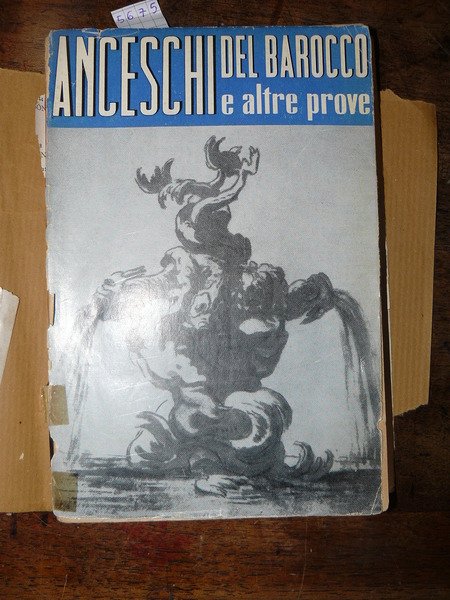 5675
ANCESCHI DEL BAROCCO
e altre prove